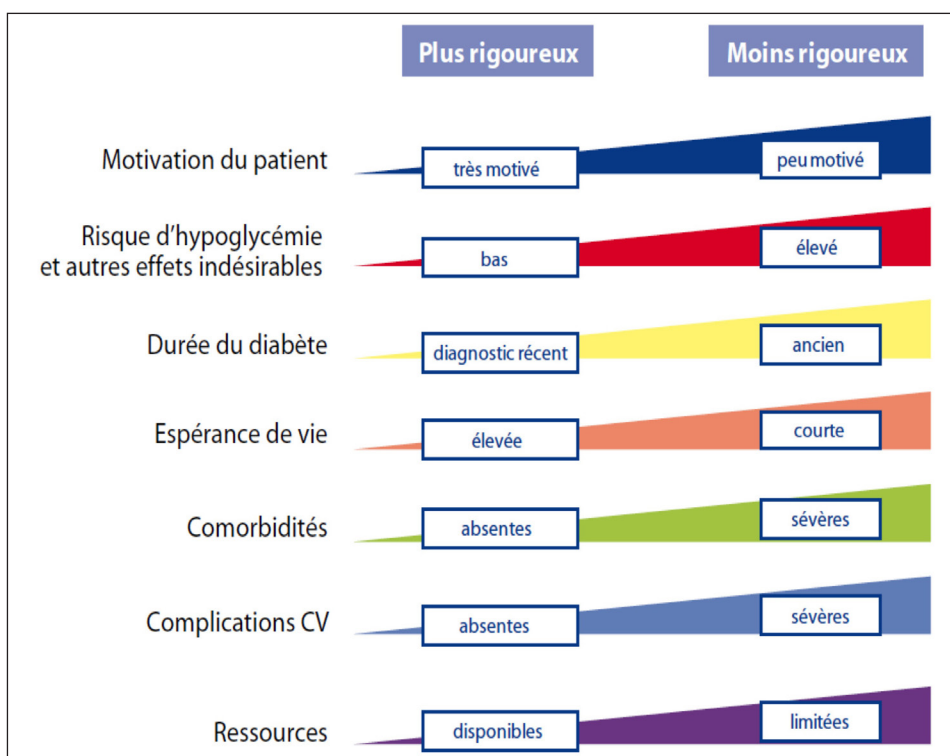 Plus rigoureux
Moins rigoureux
Motivation du patient
très motivé
peu motivé
Risque d'hypoglycémie
et autres effets indésirables
bas
élevé
Durée du diabète
diagnostic récent
ancien
Espérance de vie
élevée
courte
Comorbidités
absentes
sévères
Complications CV
absentes
sévères
Ressources
disponibles
limitées